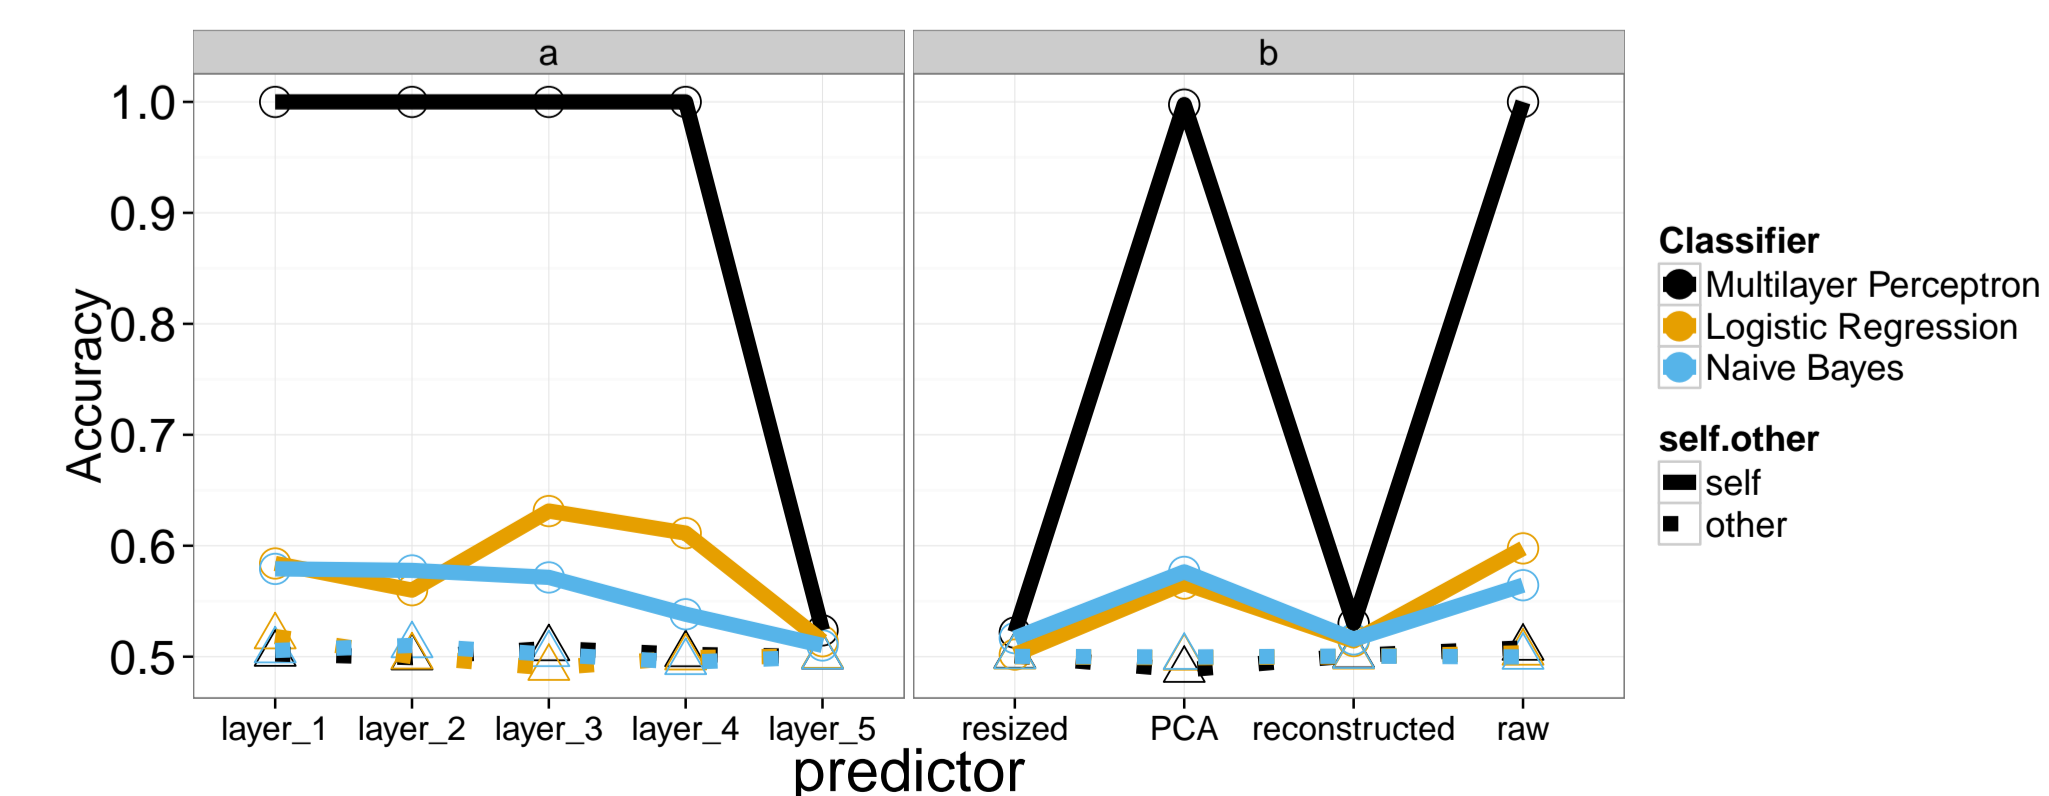 a
b
Accuracy
1.0
0.9
0.8
0.7
0.6
0.5
layer_1 layer_2 layer_3 layer_4 layer_5
resized PCA reconstructed raw
predictor
Classifier
Multilayer Perceptron
Logistic Regression
Naive Bayes
self.other
self
other